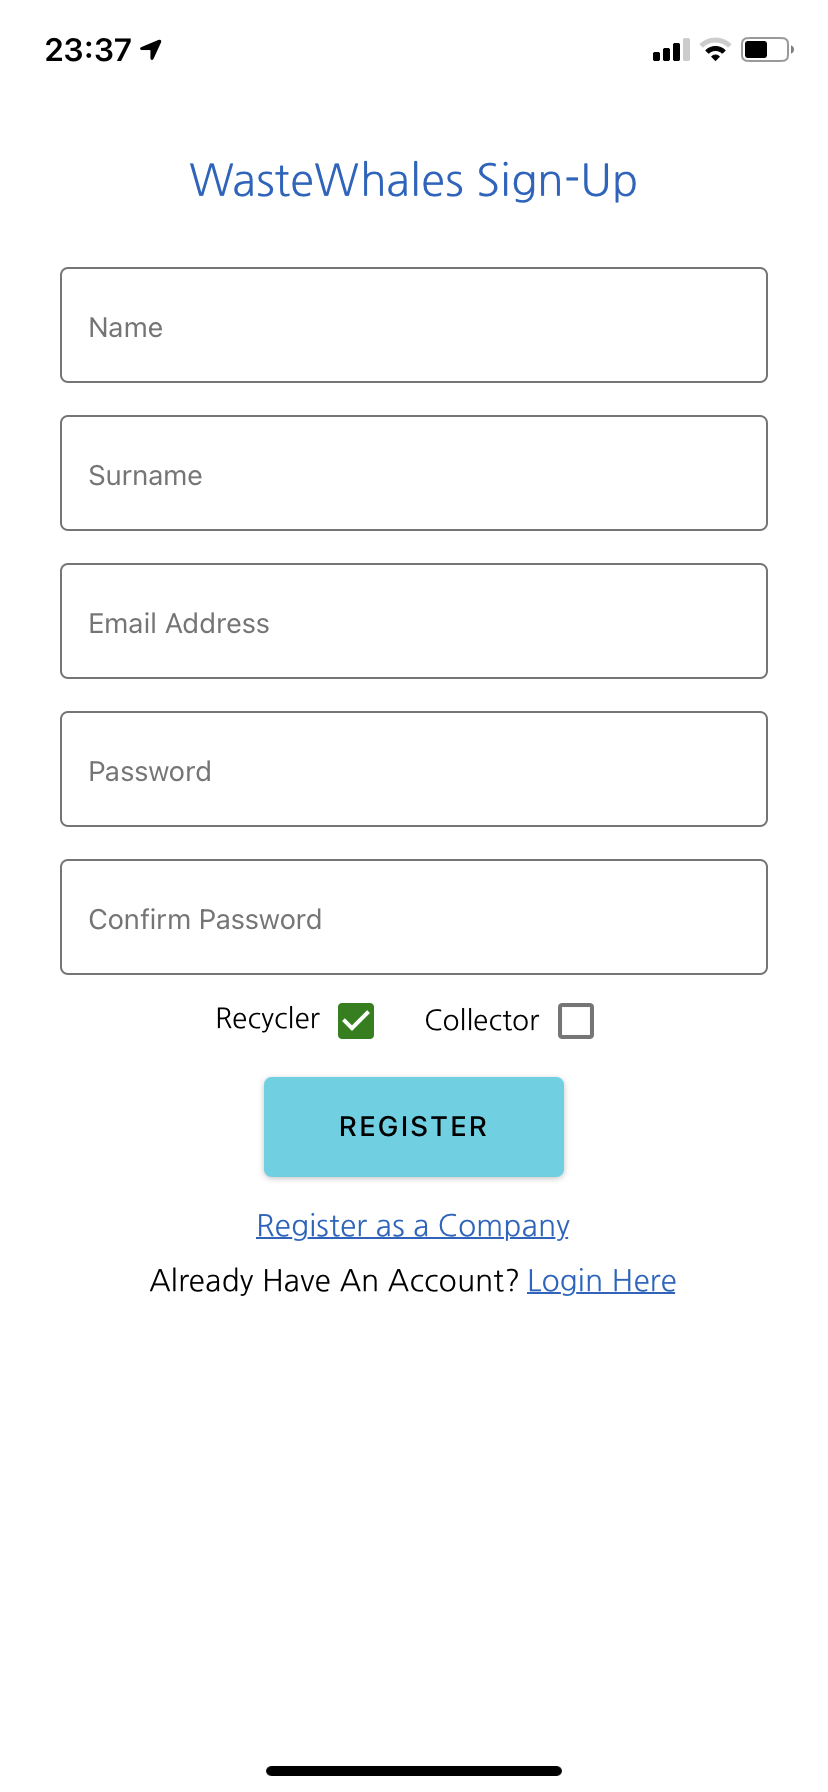 23:37
WasteWhales Sign-Up
Name
Surname
Email Address
Password
Confirm Password
Recycler Collector
REGISTER
Register as a Company
Already Have An Account? Login Here